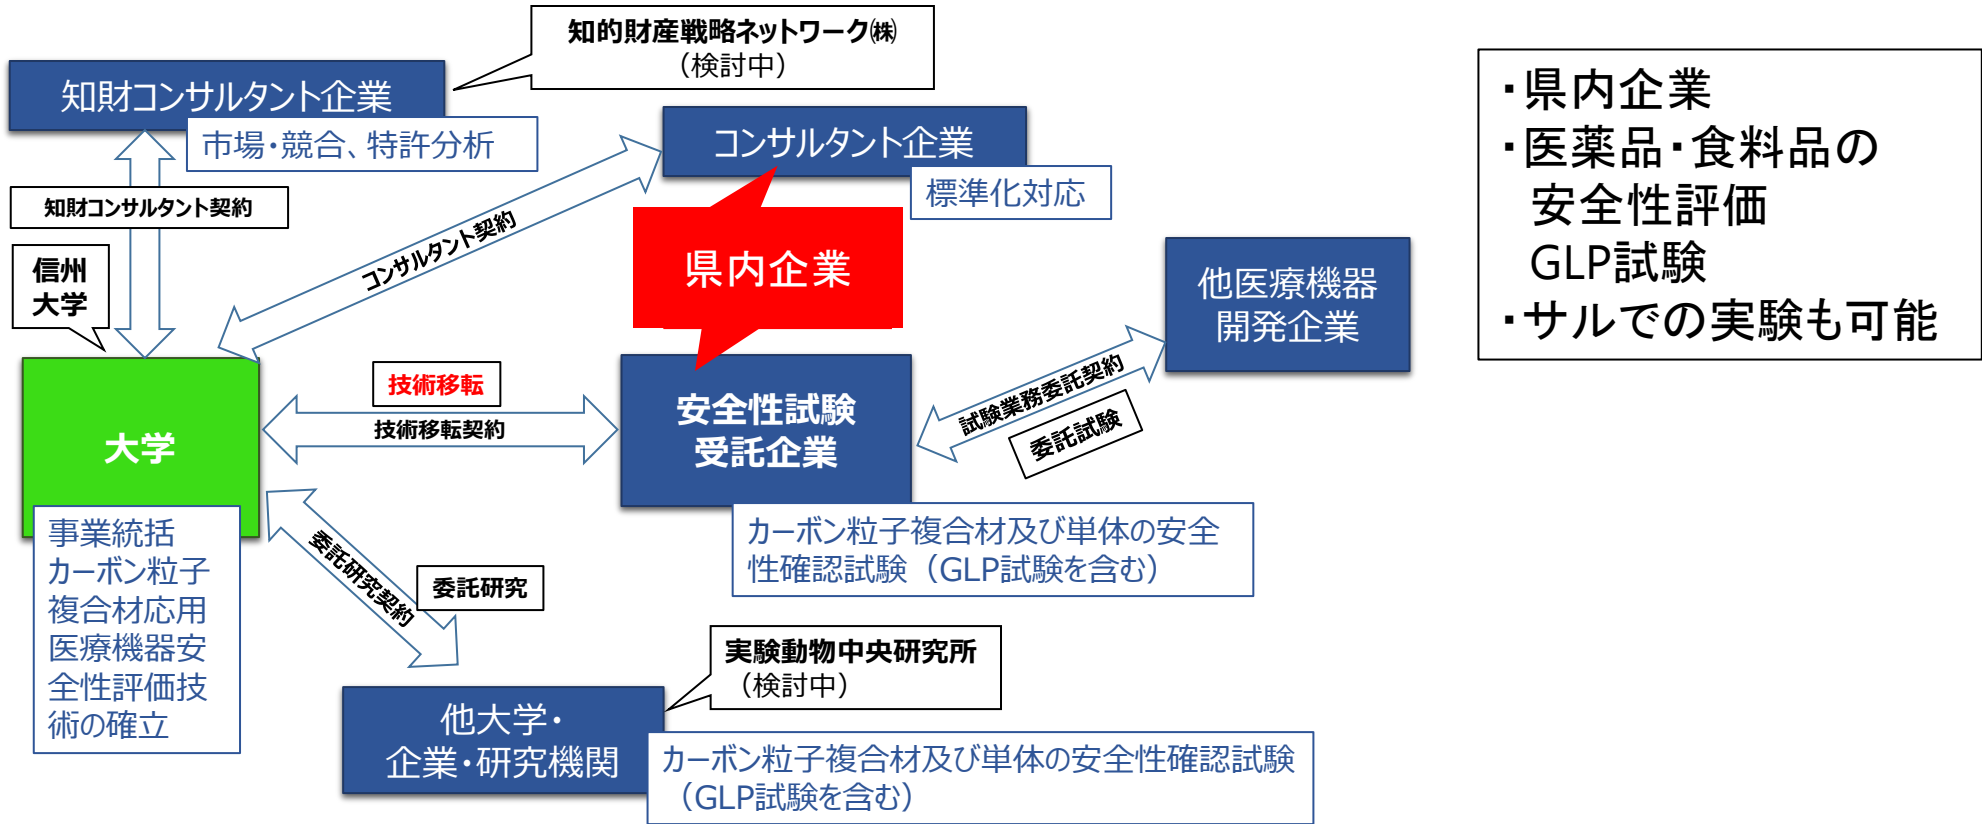 知的財産戦略ネットワーク㈱
（検討中）
知財コンサルタント企業
市場・競合、特許分析
コンサルタント企業
標準化対応
・県内企業
・医薬品・食料品の
安全性評価
GLP試験
・サルでの実験も可能
知財コンサルタント契約
コンサルタント契約
県内企業
信州
大学
他医療機器
開発企業
技術移転
技術移転契約
大学
安全性試験
受託企業
試験業務委託契約
委託試験
事業統括
カーボン粒子
複合材応用
医療機器安
全性評価技
術の確立
カーボン粒子複合材及び単体の安全
性確認試験（GLP試験を含む）
委託研究契約
委託研究
実験動物中央研究所
（検討中）
他大学・
企業・研究機関
カーボン粒子複合材及び単体の安全性確認試験
（GLP試験を含む）